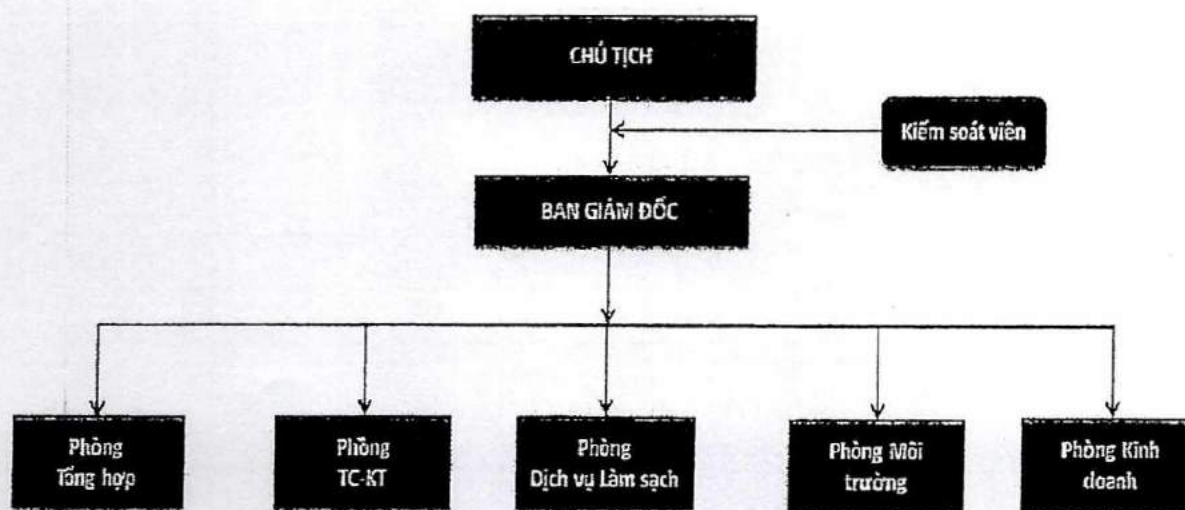 CHỦ TỊCH
Kiểm soát viên
BAN GIÁM ĐỐC
Phòng
Tổng hợp
Phòng
TC-KT
Phòng
Dịch vụ Làm sạch
Phòng Môi
trường
Phòng Kinh
doanh